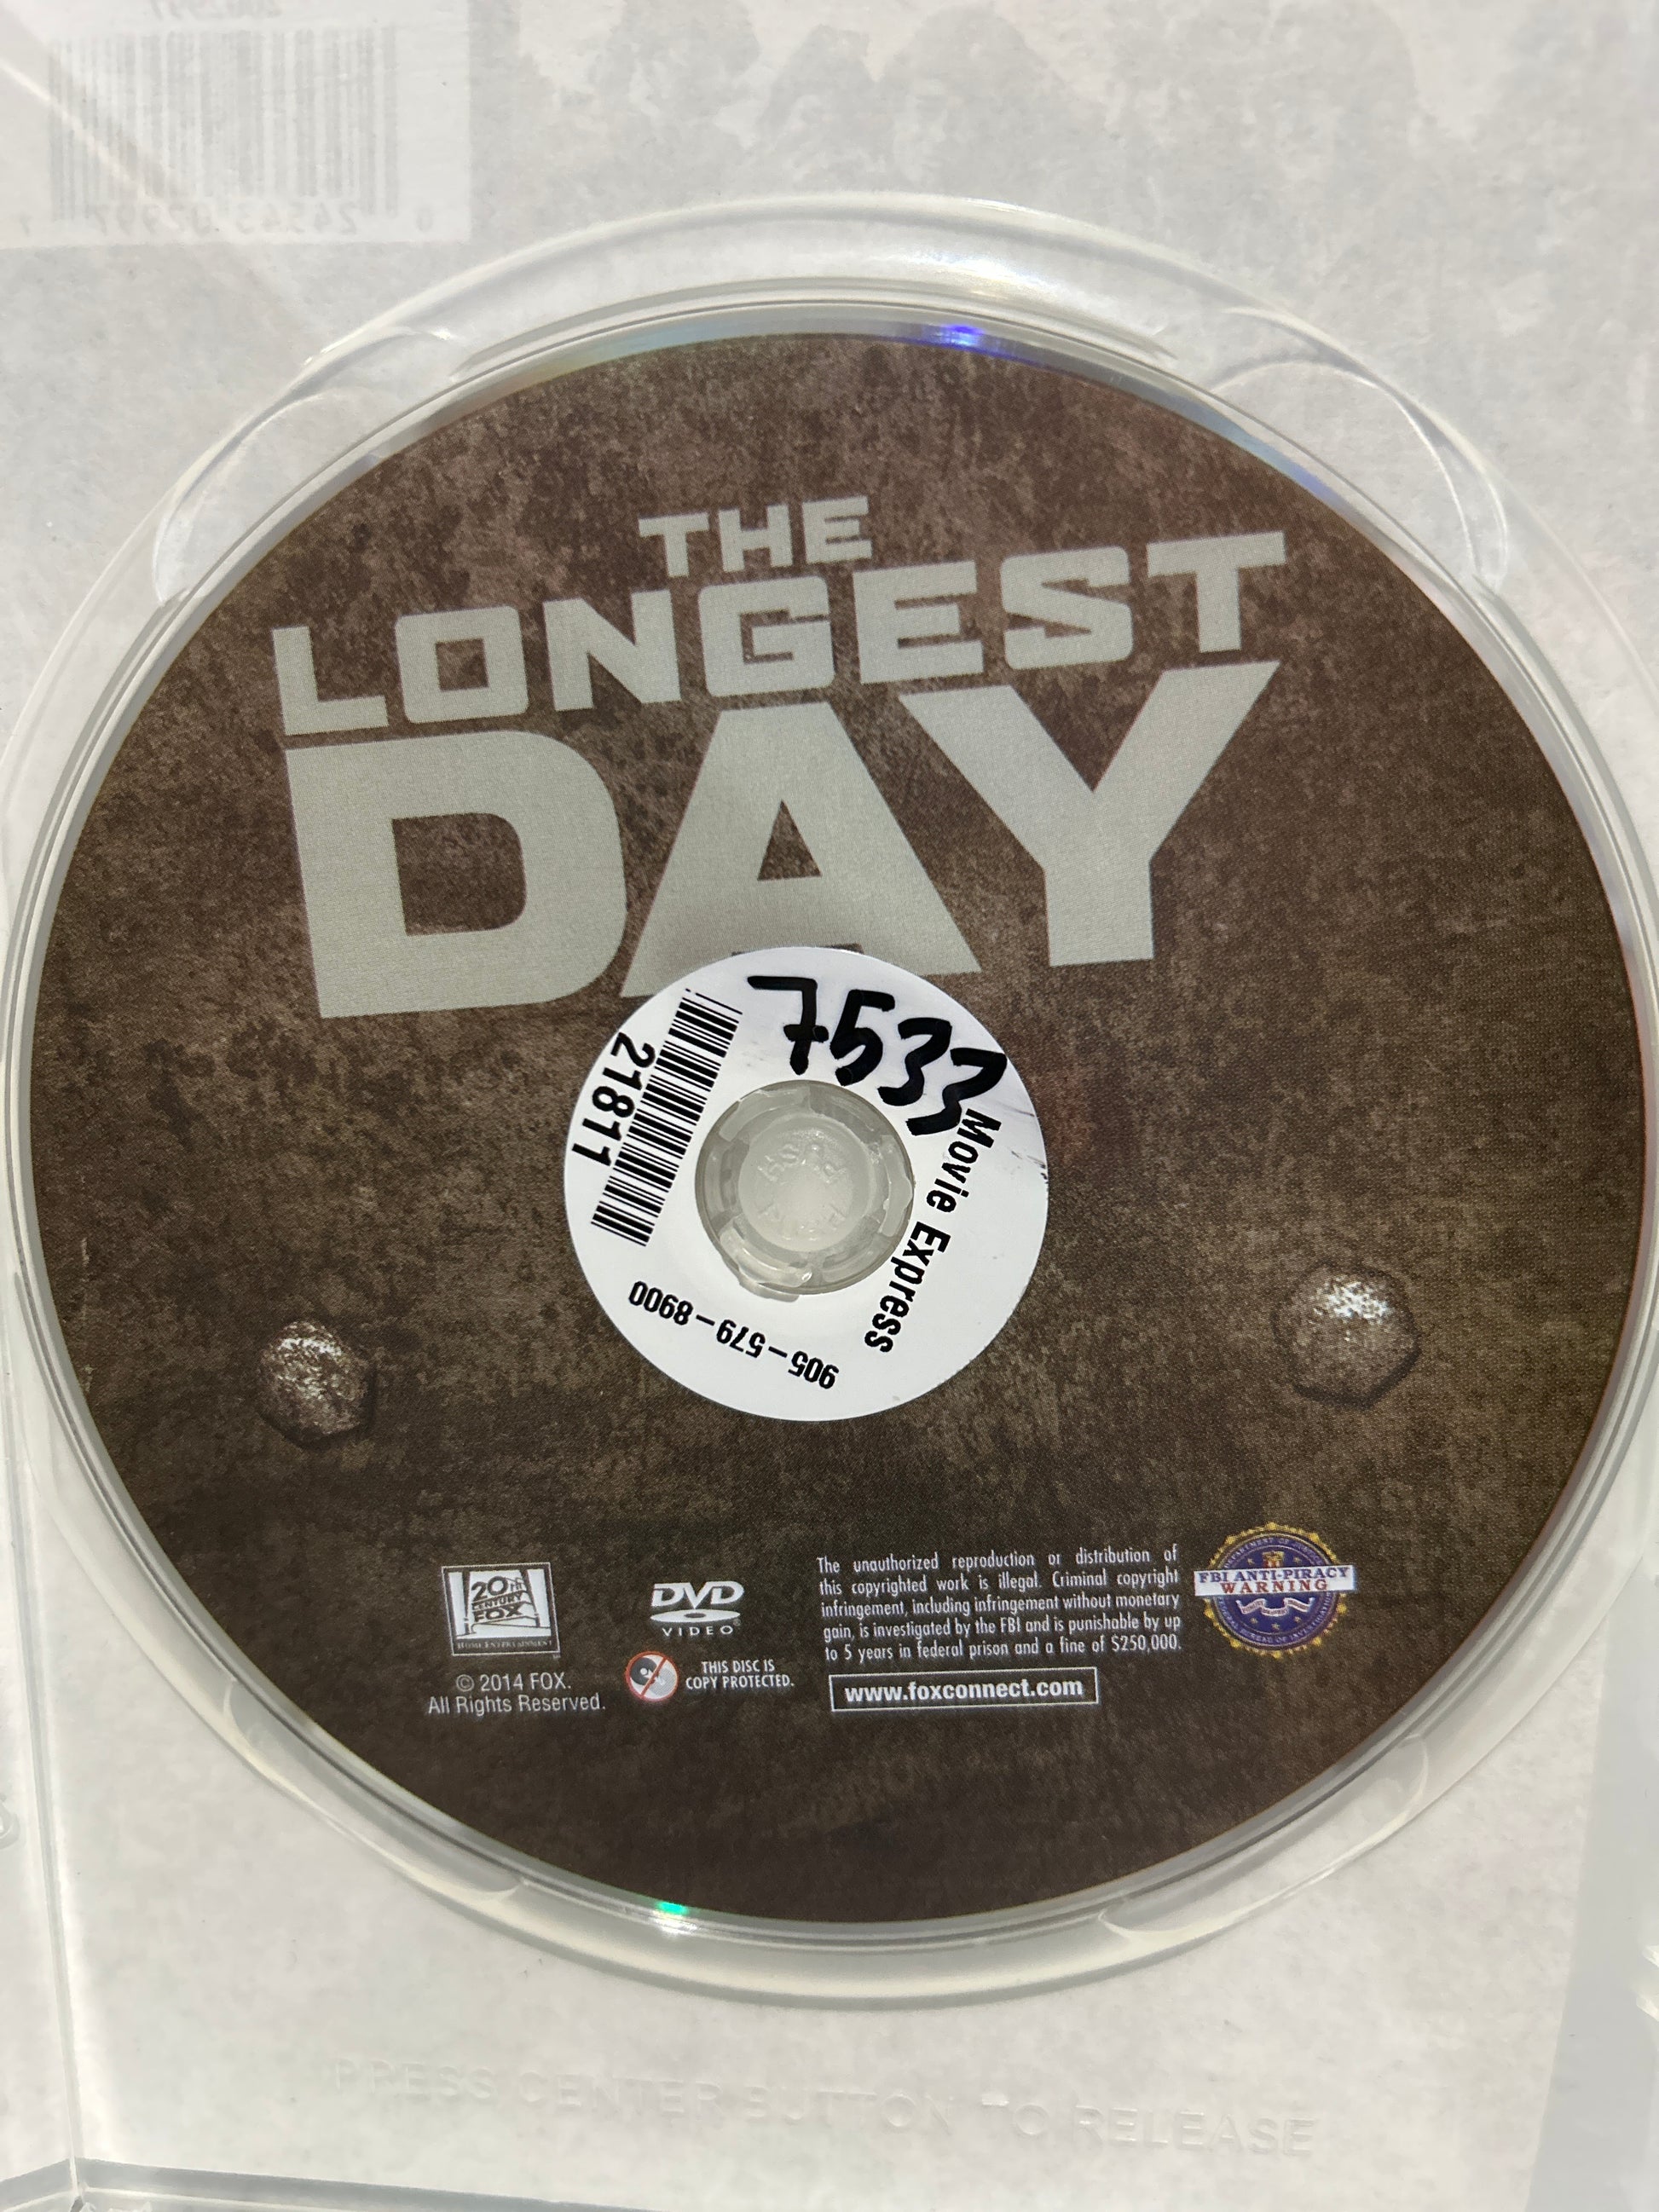 THE
LONGEST
DAY
7533
21811
Movie Express
905-579-8900
20TH
CENTURY
FOX
HOME ENTERTAINMENT
© 2014 FOX.
All Rights Reserved.
DVD
VIDEO
THIS DISC IS
COPY PROTECTED.
The unauthorized reproduction or distribution of
this copyrighted work is illegal. Criminal copyright
infringement, including infringement without monetary
gain, is investigated by the FBI and is punishable by up
to 5 years in federal prison and a fine of $250,000.
www.foxconnect.com
FBI ANTI-PIRACY
WARNING
PRESS CENTER BUTTON TO RELEASE